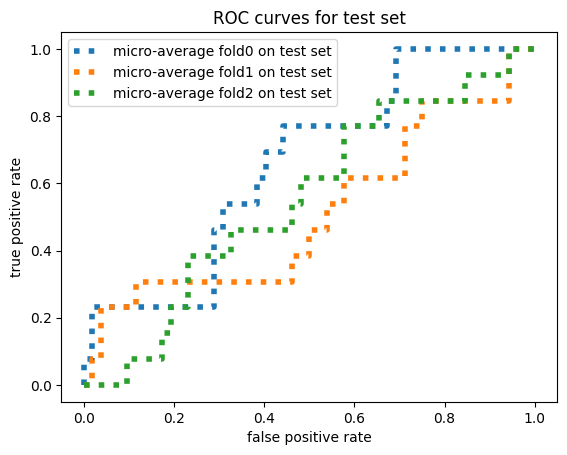 ROC curves for test set
micro-average fold0 on test set
micro-average fold1 on test set
micro-average fold2 on test set
true positive rate
1.0
0.8
0.6
0.4
0.2
0.0
0.0 0.2 0.4 0.6 0.8 1.0
false positive rate